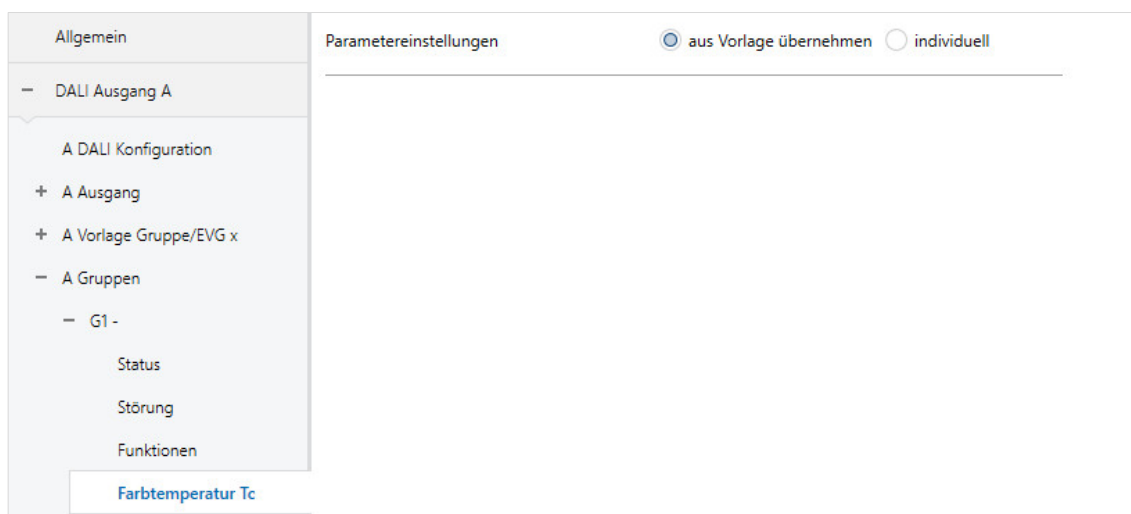 Allgemein
Parametereinstellungen aus Vorlage übernehmen individuell
− DALI Ausgang A
A DALI Konfiguration
+ A Ausgang
+ A Vorlage Gruppe/EVG x
− A Gruppen
− G1 -
Status
Störung
Funktionen
Farbtemperatur Tc